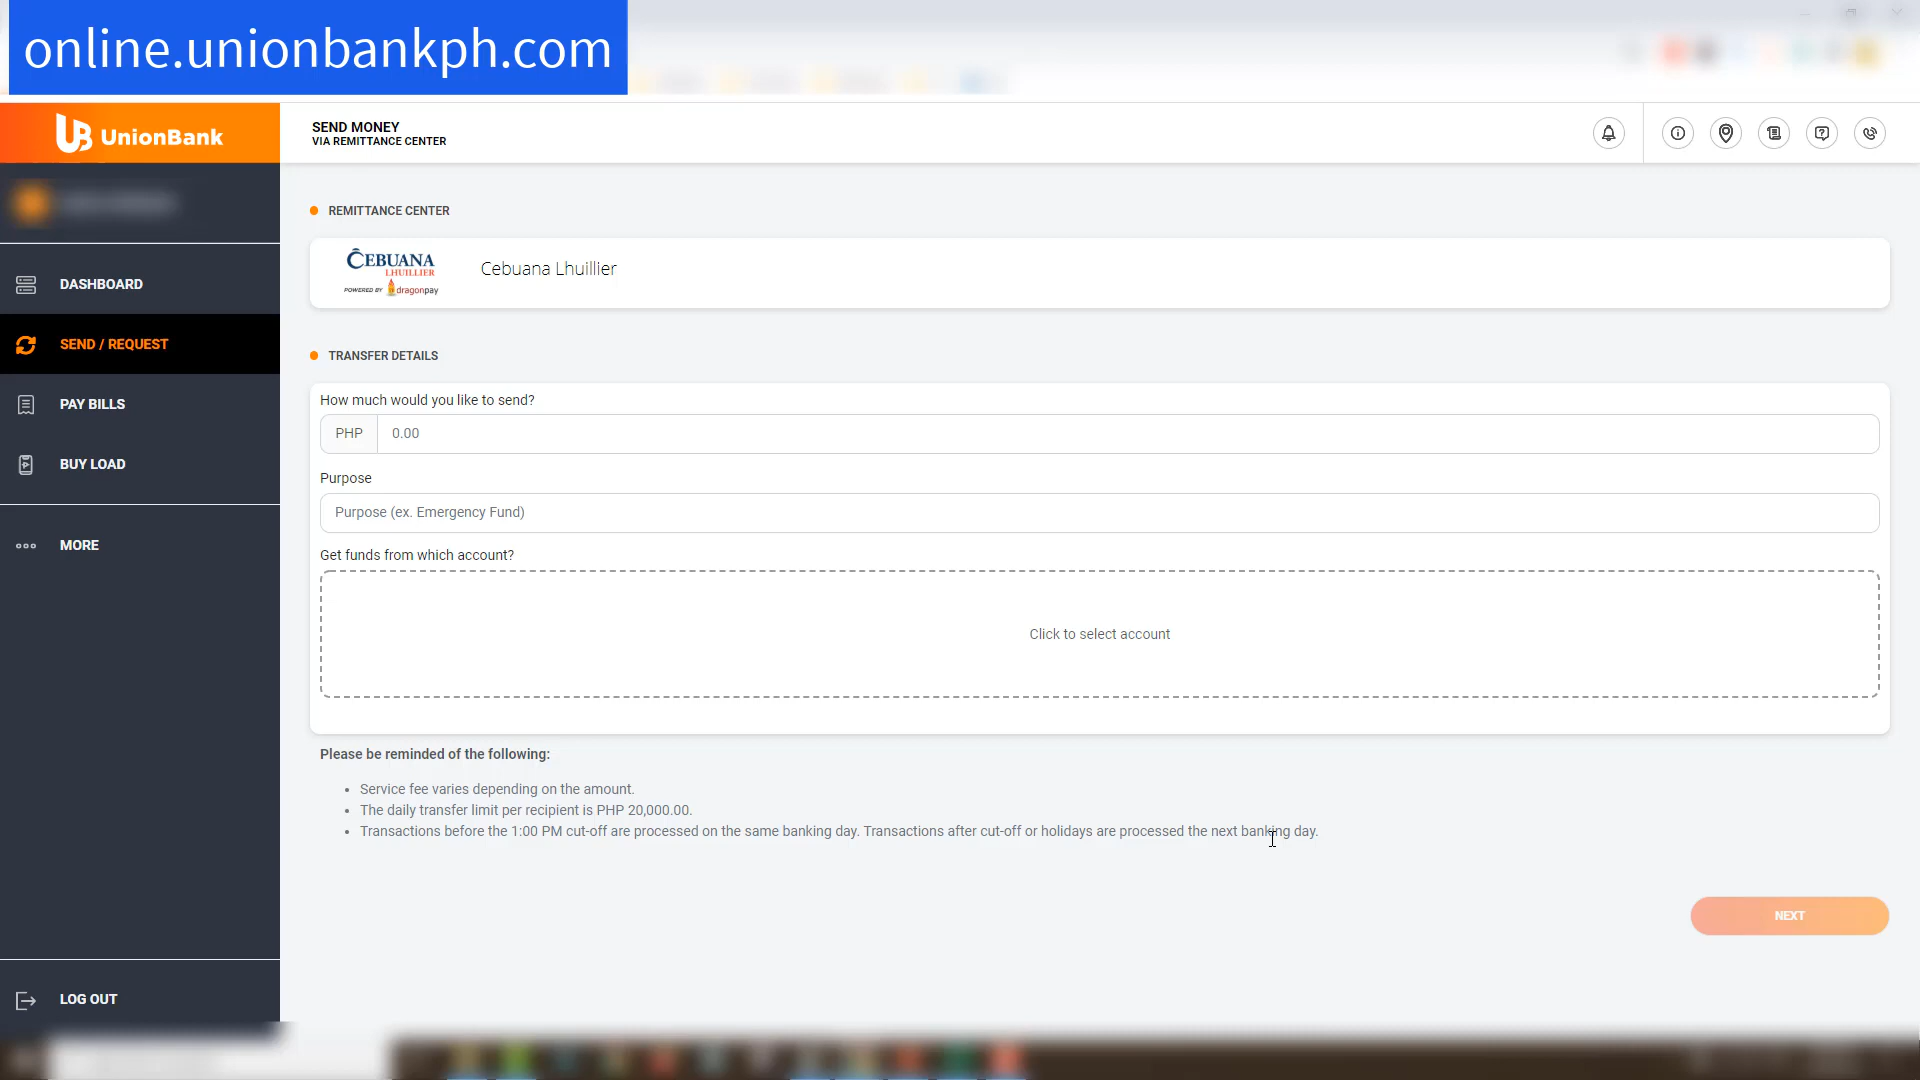 online.unionbankph.com
UnionBank
SEND MONEY
VIA REMITTANCE CENTER
REMITTANCE CENTER
CEBUANA
LHUILLIER
POWERED BY dragonpay
Cebuana Lhuillier
DASHBOARD
SEND / REQUEST
PAY BILLS
BUY LOAD
MORE
LOG OUT
TRANSFER DETAILS
How much would you like to send?
PHP 0.00
Purpose
Purpose (ex. Emergency Fund)
Get funds from which account?
Click to select account
Please be reminded of the following:
• Service fee varies depending on the amount.
• The daily transfer limit per recipient is PHP 20,000.00.
• Transactions before the 1:00 PM cut-off are processed on the same banking day. Transactions after cut-off or holidays are processed the next banking day.
NEXT